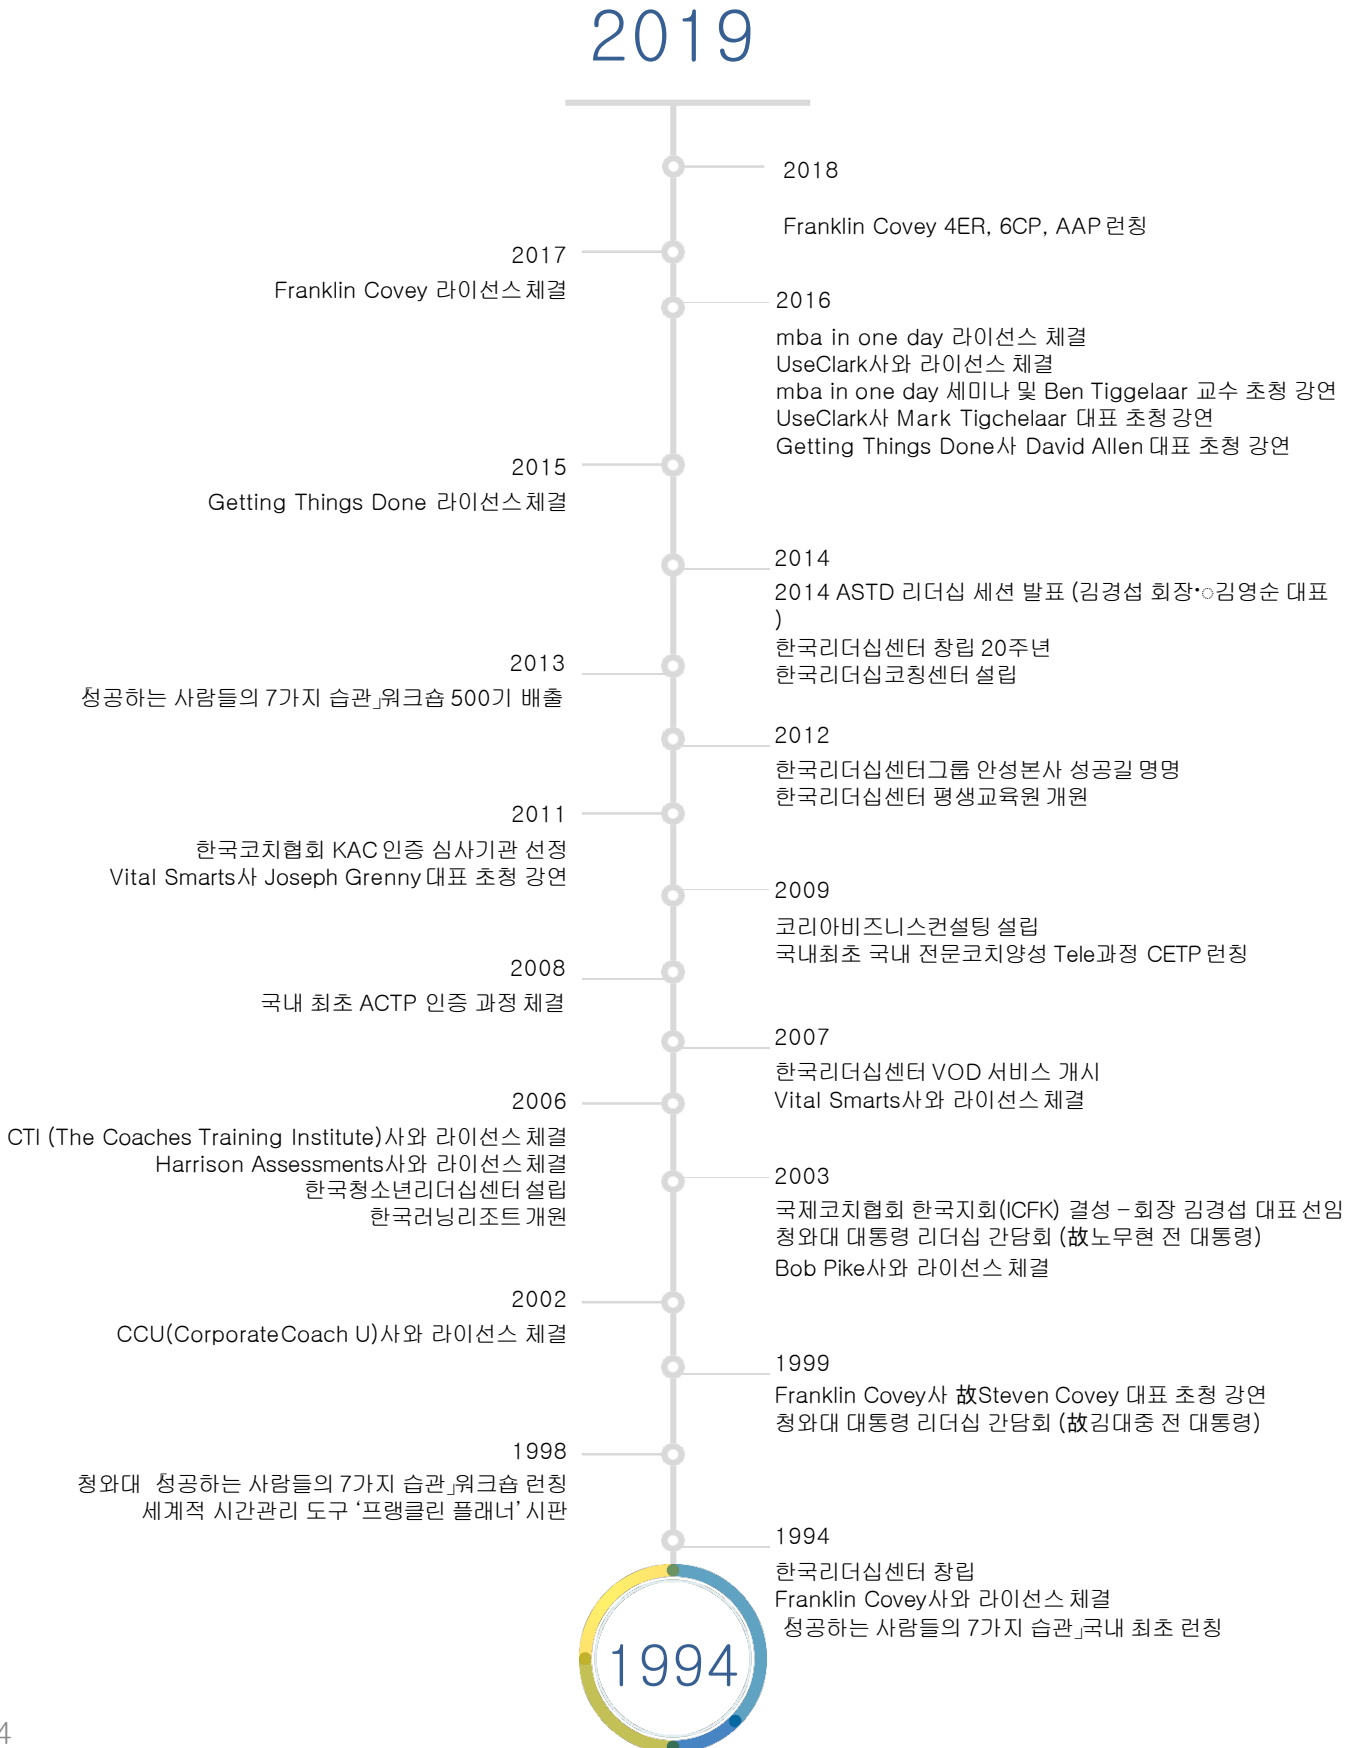 2019
2018
Franklin Covey 4ER, 6CP, AAP 런칭
2017
Franklin Covey 라이선스 체결
2016
mba in one day 라이선스 체결
UseClark사와 라이선스 체결
mba in one day 세미나 및 Ben Tiggelaar 교수 초청 강연
UseClark사 Mark Tigchelaar 대표 초청 강연
Getting Things Done사 David Allen 대표 초청 강연
2015
Getting Things Done 라이선스 체결
2014
2014 ASTD 리더십 세션 발표 (김경섭 회장·김영순 대표
)
한국리더십센터 창립 20주년
한국리더십코칭센터 설립
2013
「성공하는 사람들의 7가지 습관」워크숍 500기 배출
2012
한국리더십센터그룹 안성본사 성공길 명명
한국리더십센터 평생교육원 개원
2011
한국코치협회 KAC 인증 심사기관 선정
Vital Smarts사 Joseph Grenny 대표 초청 강연
2009
코리아비즈니스컨설팅 설립
국내최초 국내 전문코치양성 Tele과정 CETP 런칭
2008
국내 최초 ACTP 인증 과정 체결
2007
한국리더십센터 VOD 서비스 개시
Vital Smarts사와 라이선스 체결
2006
CTI (The Coaches Training Institute)사와 라이선스 체결
Harrison Assessments사와 라이선스 체결
한국청소년리더십센터 설립
한국러닝리조트 개원
2003
국제코치협회 한국지회(ICFK) 결성 – 회장 김경섭 대표 선임
청와대 대통령 리더십 간담회 (故노무현 전 대통령)
Bob Pike사와 라이선스 체결
2002
CCU(Corporate Coach U)사와 라이선스 체결
1999
Franklin Covey사 故Steven Covey 대표 초청 강연
청와대 대통령 리더십 간담회 (故김대중 전 대통령)
1998
청와대 「성공하는 사람들의 7가지 습관」워크숍 런칭
세계적 시간관리 도구 ‘프랭클린 플래너’ 시판
1994
한국리더십센터 창립
Franklin Covey사와 라이선스 체결
「성공하는 사람들의 7가지 습관」국내 최초 런칭
1994
4